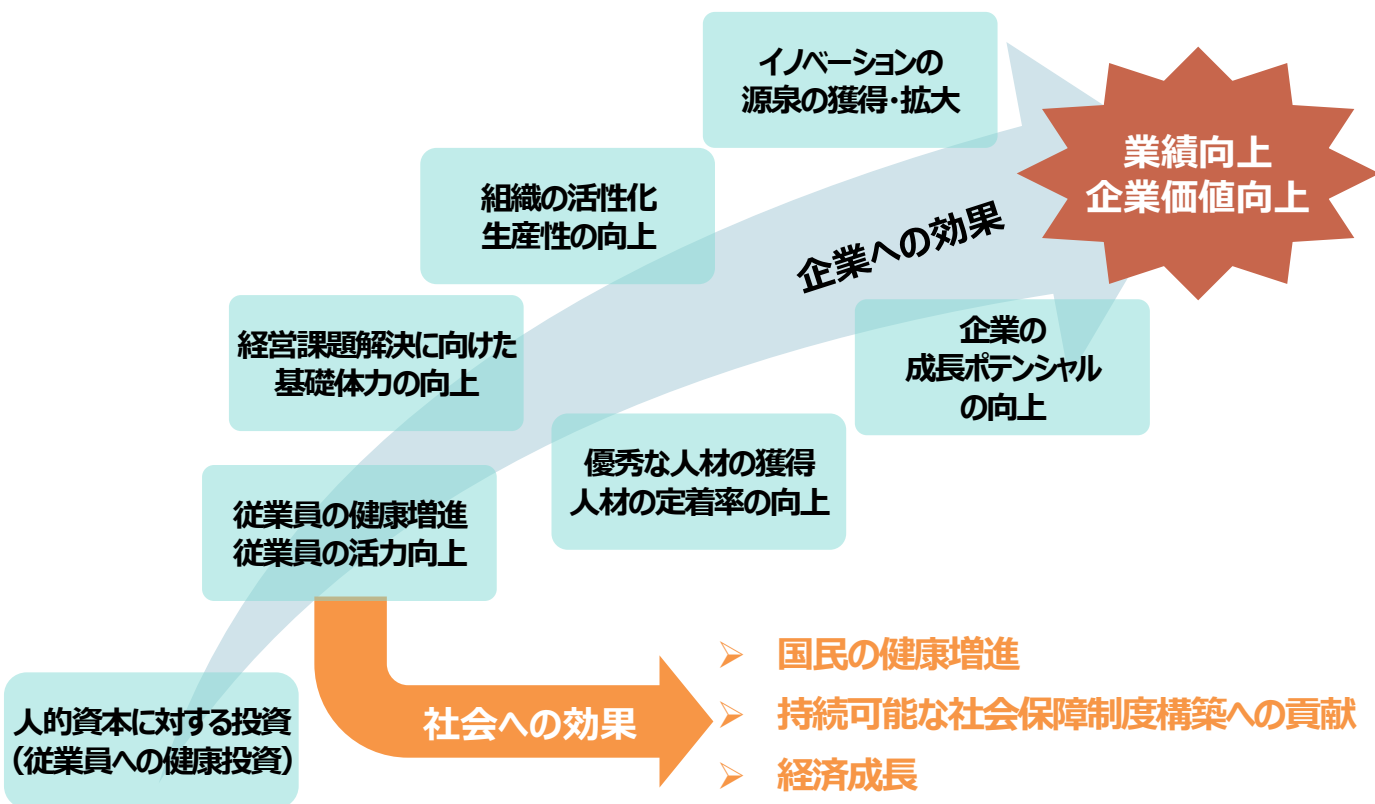 イノベーションの
源泉の獲得・拡大
業績向上
企業価値向上
組織の活性化
生産性の向上
企業への効果
経営課題解決に向けた
基礎体力の向上
企業の
成長ポテンシャル
の向上
優秀な人材の獲得
人材の定着率の向上
従業員の健康増進
従業員の活力向上
人的資本に対する投資
（従業員への健康投資）
社会への効果
➢ 国民の健康増進
➢ 持続可能な社会保障制度構築への貢献
➢ 経済成長